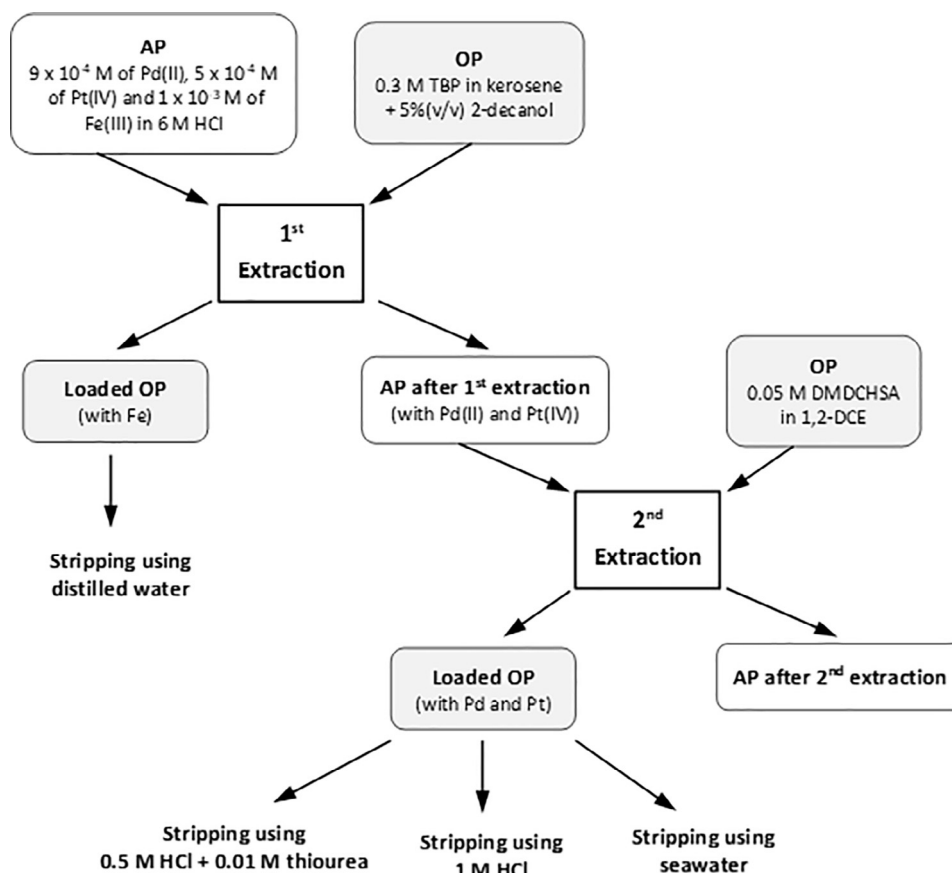 AP
9 x 10⁻⁴ M of Pd(II), 5 x 10⁻⁴ M
of Pt(IV) and 1 x 10⁻³ M of
Fe(III) in 6 M HCl
OP
0.3 M TBP in kerosene
+ 5%(v/v) 2-decanol
1ˢᵗ
Extraction
Loaded OP
(with Fe)
AP after 1ˢᵗ extraction
(with Pd(II) and Pt(IV))
OP
0.05 M DMDCHSA
in 1,2-DCE
2ⁿᵈ
Extraction
Stripping using
distilled water
Loaded OP
(with Pd and Pt)
AP after 2ⁿᵈ extraction
Stripping using
0.5 M HCl + 0.01 M thiourea
Stripping using
1 M HCl
Stripping using
seawater